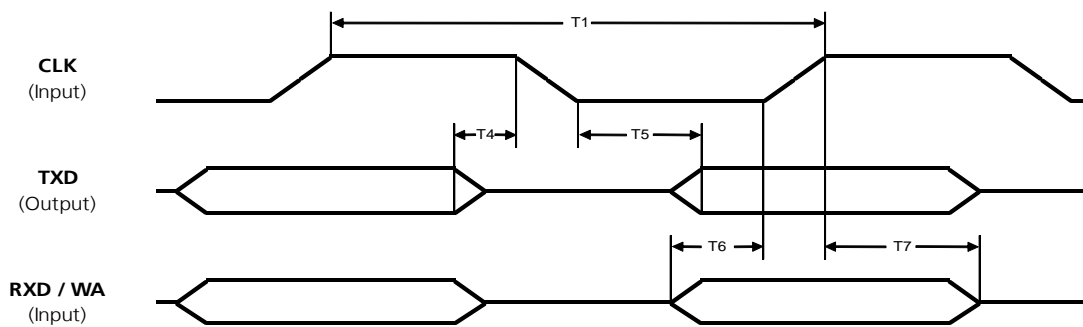 T1
CLK
(Input)
T4
T5
TXD
(Output)
T6
T7
RXD / WA
(Input)